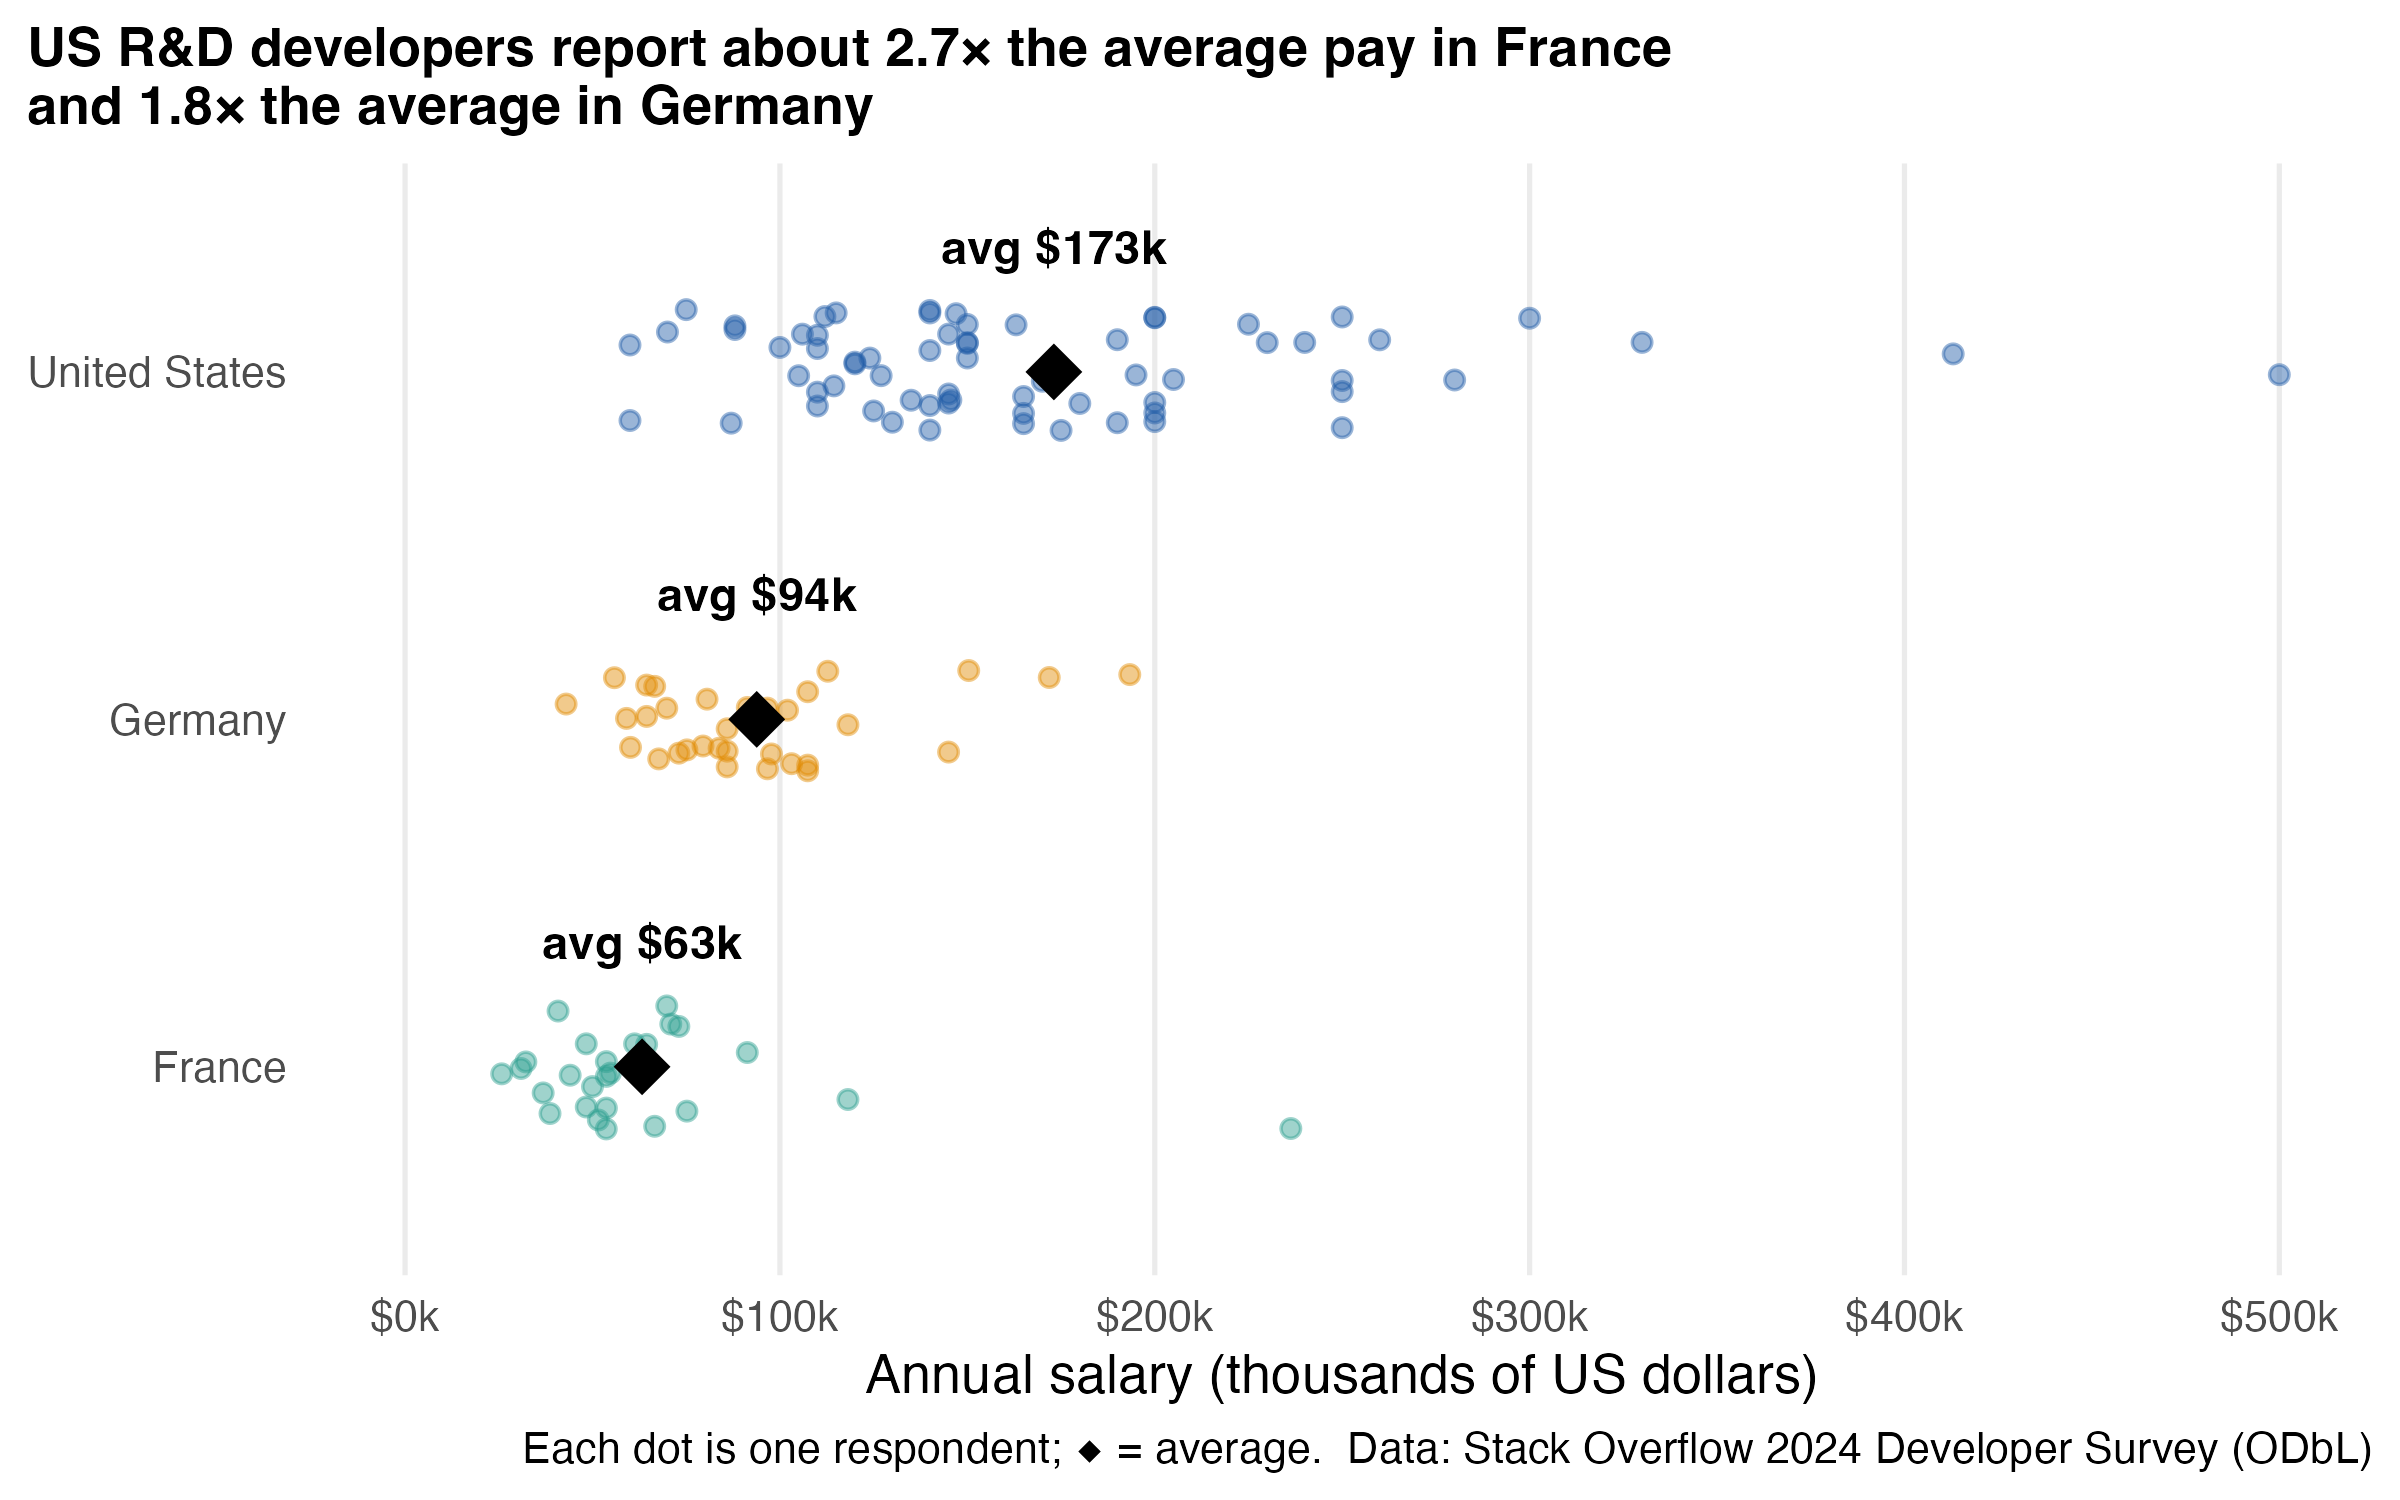 US R&D developers report about 2.7× the average pay in France
and 1.8× the average in Germany
avg $173k
United States
avg $94k
Germany
avg $63k
France
$0k $100k $200k $300k $400k $500k
Annual salary (thousands of US dollars)
Each dot is one respondent; ◆ = average.  Data: Stack Overflow 2024 Developer Survey (ODbL)